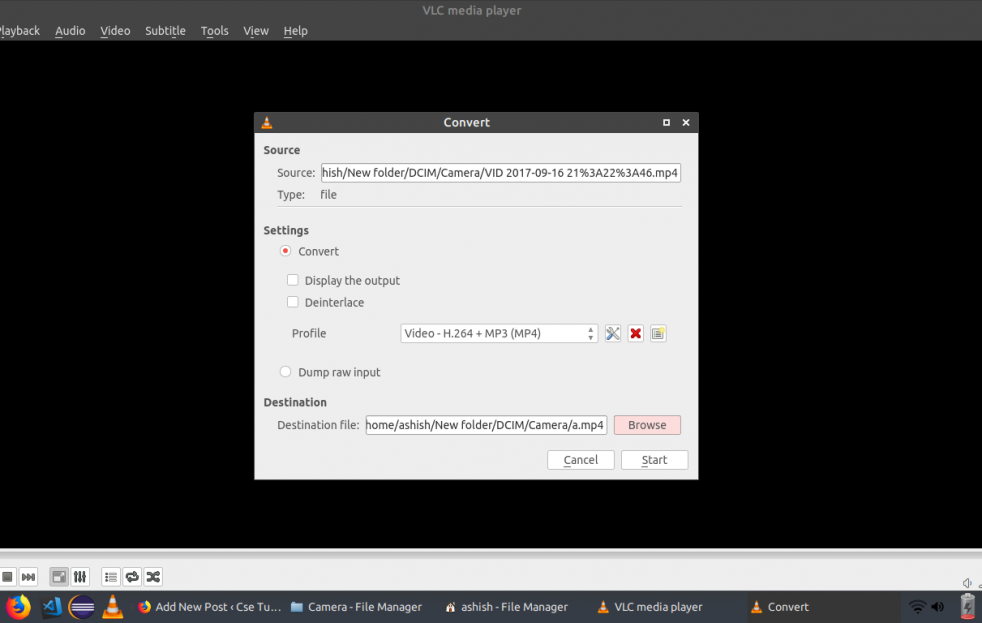 VLC media player
Playback Audio Video Subtitle Tools View Help
Convert
Source
Source: hish/New folder/DCIM/Camera/VID 2017-09-16 21%3A22%3A46.mp4
Type: file
Settings
Convert
Display the output
Deinterlace
Profile Video - H.264 + MP3 (MP4)
Dump raw input
Destination
Destination file: home/ashish/New folder/DCIM/Camera/a.mp4 Browse
Cancel Start
Add New Post ‹ Cse Tu... Camera - File Manager ashish - File Manager VLC media player Convert